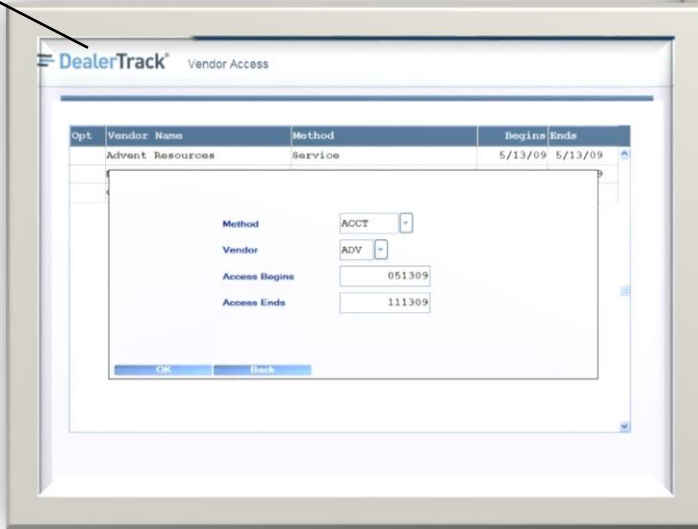 DealerTrack® Vendor Access
Opt Vendor Name Method Begins Ends
Advent Resources Service 5/13/09 5/13/09
Method ACCT
Vendor ADV
Access Begins 051309
Access Ends 111309
OK Back